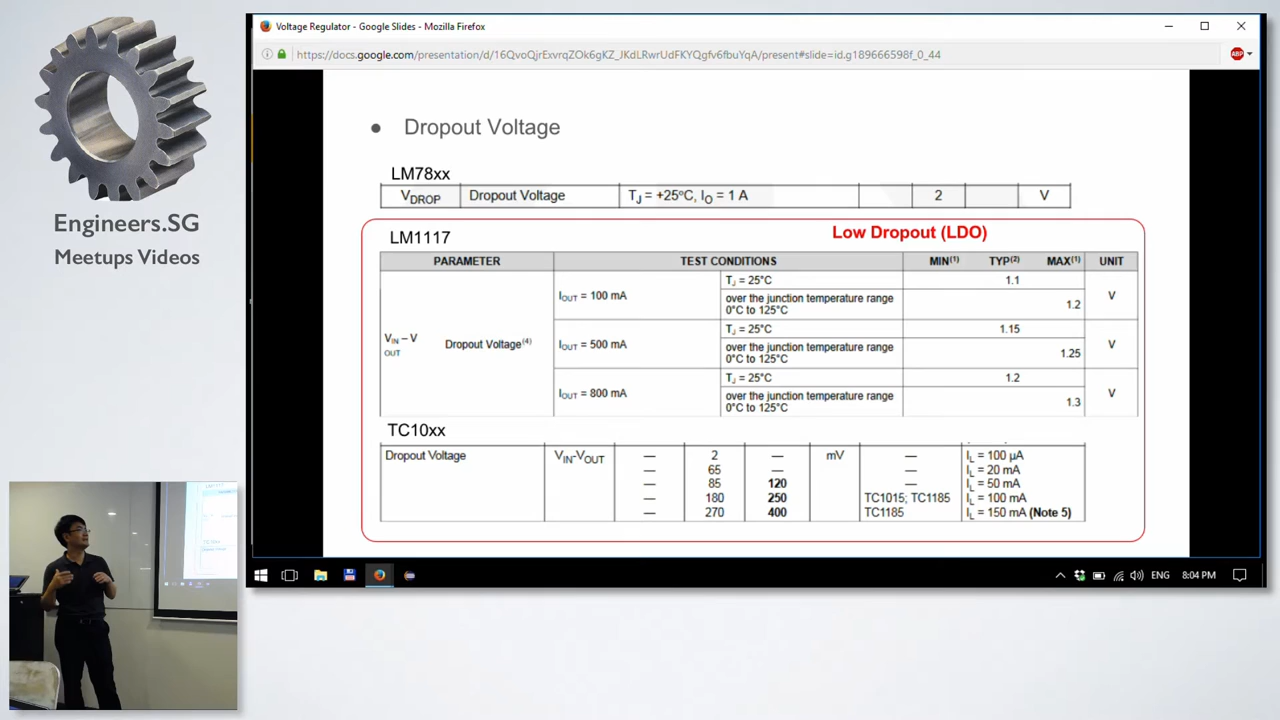 Voltage Regulator - Google Slides - Mozilla Firefox
https://docs.google.com/presentation/d/16QvoQjrExvrqZOk6gKZ_JKdLRwrUdFKYQgfv6fbuYqA/present#slide=id.g189666598f_0_44
ABP
Engineers.SG
Meetups Videos
● Dropout Voltage
LM78xx
VDROP Dropout Voltage TJ = +25°C, IO = 1 A 2 V
Low Dropout (LDO)
LM1117
PARAMETER TEST CONDITIONS MIN(1) TYP(2) MAX(1) UNIT
VIN – VOUT Dropout Voltage(4)
IOUT = 100 mA TJ = 25°C 1.1 V
over the junction temperature range
0°C to 125°C 1.2
IOUT = 500 mA TJ = 25°C 1.15 V
over the junction temperature range
0°C to 125°C 1.25
IOUT = 800 mA TJ = 25°C 1.2 V
over the junction temperature range
0°C to 125°C 1.3
TC10xx
Dropout Voltage VIN-VOUT — 2 — mV — IL = 100 µA
— 65 — — IL = 20 mA
— 85 120 — IL = 50 mA
— 180 250 TC1015; TC1185 IL = 100 mA
— 270 400 TC1185 IL = 150 mA (Note 5)
ENG 8:04 PM